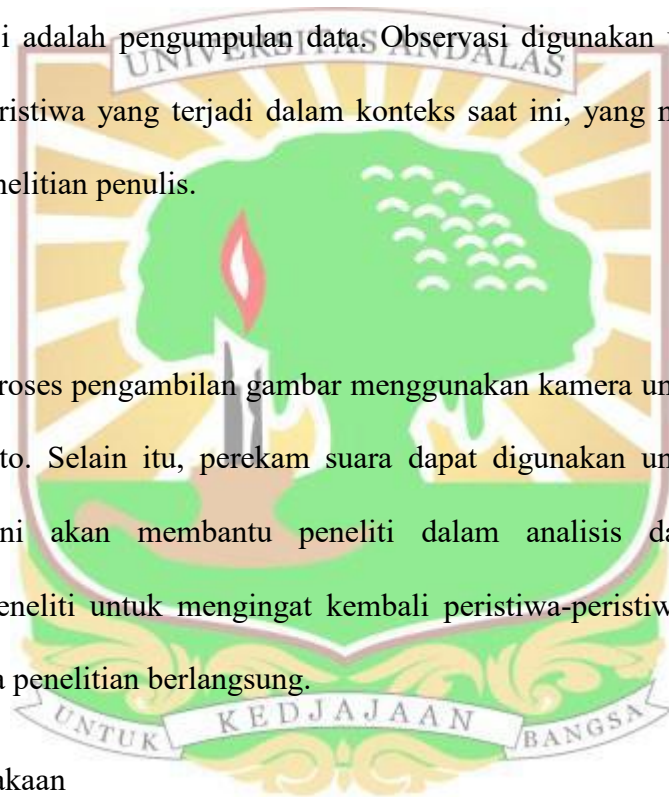 i adalah pengumpulan data. Observasi digunakan
UNIVERSITAS ANDALAS
ristiwa yang terjadi dalam konteks saat ini, yang
nelitian penulis.
roses pengambilan gambar menggunakan kamera un
to. Selain itu, perekam suara dapat digunakan un
ni akan membantu peneliti dalam analisis da
eneliti untuk mengingat kembali peristiwa-peristiw
a penelitian berlangsung.
UNTUK KEDJAJAAN BANGSA
akaan